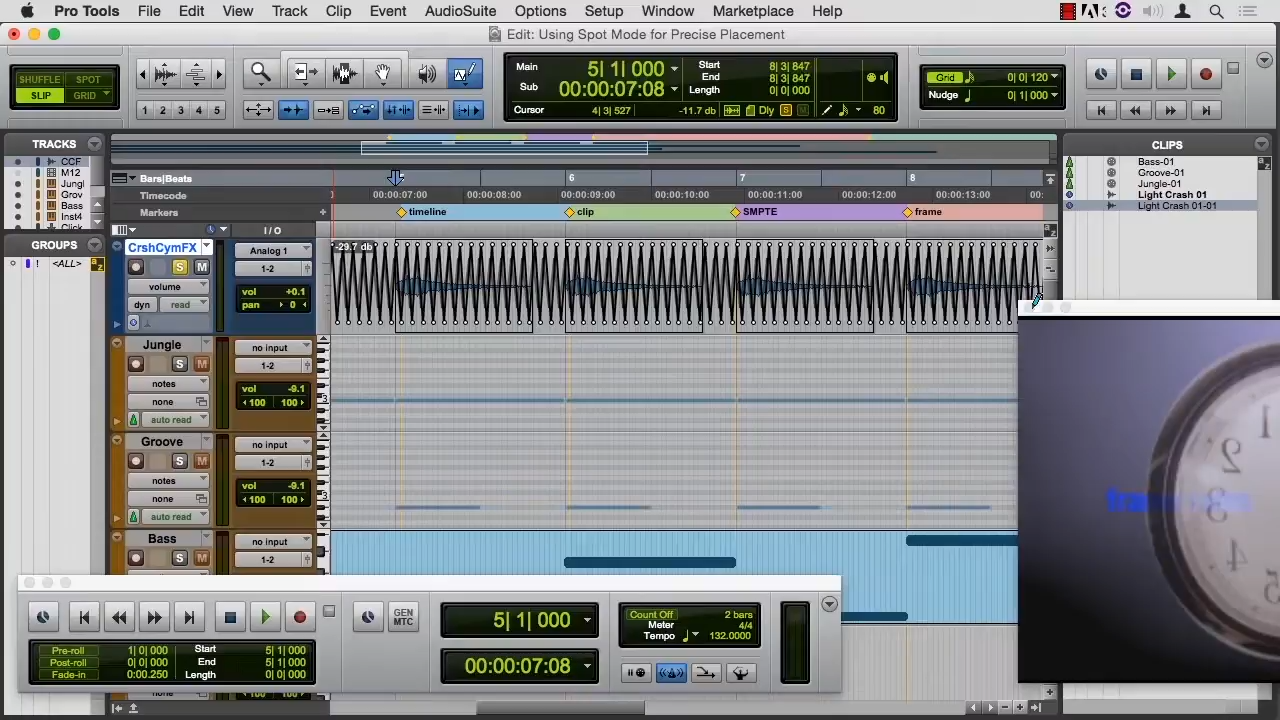 Pro Tools File Edit View Track Clip Event AudioSuite Options Setup Window Marketplace Help
Edit: Using Spot Mode for Precise Placement
SHUFFLE SPOT
SLIP GRID
1 2 3 4 5
Main 5| 1| 000
Sub 00:00:07:08
Start 8| 3| 847
End 8| 3| 847
Length 0| 0| 000
Cursor 4| 3| 527 -11.7 db Dly S M 80
Grid 0| 0| 120
Nudge 0| 1| 000
TRACKS
CCF
M12
Jungl
Grov
Bass
Inst4
Click
GROUPS
! <ALL>
Bars|Beats 6 7 8
Timecode 00:00:07:00 00:00:08:00 00:00:09:00 00:00:10:00 00:00:11:00 00:00:12:00 00:00:13:00 00:
Markers + timeline clip SMPTE frame
I / O
CrshCymFX
S M
volume
dyn read
Analog 1
1-2
vol +0.1
pan 0
-29.7 db
Jungle
S M
notes
none
auto read
no input
1-2
vol -9.1
100 100
3
Groove
S M
notes
none
auto read
no input
1-2
vol -9.1
100 100
3
Bass
S M
no input
1-2
CLIPS
Bass-01
Groove-01
Jungle-01
Light Crash 01
Light Crash 01-01
1
2
3
4
5
Pre-roll 1| 0| 000
Post-roll 0| 0| 000
Fade-in 0:00.250
Start 5| 1| 000
End 5| 1| 000
Length 0| 0| 000
GEN
MTC
5| 1| 000
00:00:07:08
Count Off 2 bars
Meter 4/4
Tempo 132.0000